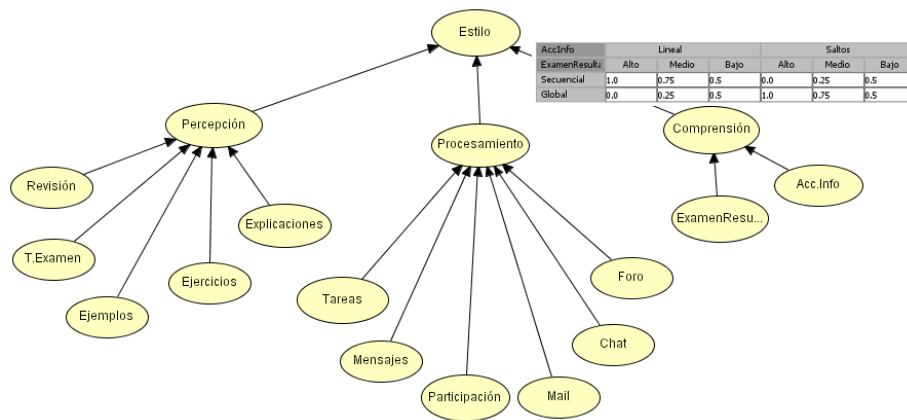 Estilo
AccInfo Lineal Saltos
ExamenResulta Alto Medio Bajo Alto Medio Bajo
Secuencial 1.0 0.75 0.5 0.0 0.25 0.5
Global 0.0 0.25 0.5 1.0 0.75 0.5
Percepción
Comprensión
Procesamiento
Revisión
Acc.Info
ExamenResu...
Explicaciones
T.Examen
Foro
Ejercicios
Tareas
Ejemplos
Chat
Mensajes
Participación
Mail